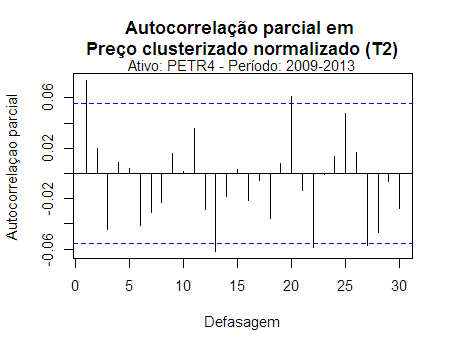 Autocorrelação parcial em
Preço clusterizado normalizado (T2)
Ativo: PETR4 - Período: 2009-2013
Autocorrelaçao parcial
0.06
0.02
-0.02
-0.06
0 5 10 15 20 25 30
Defasagem